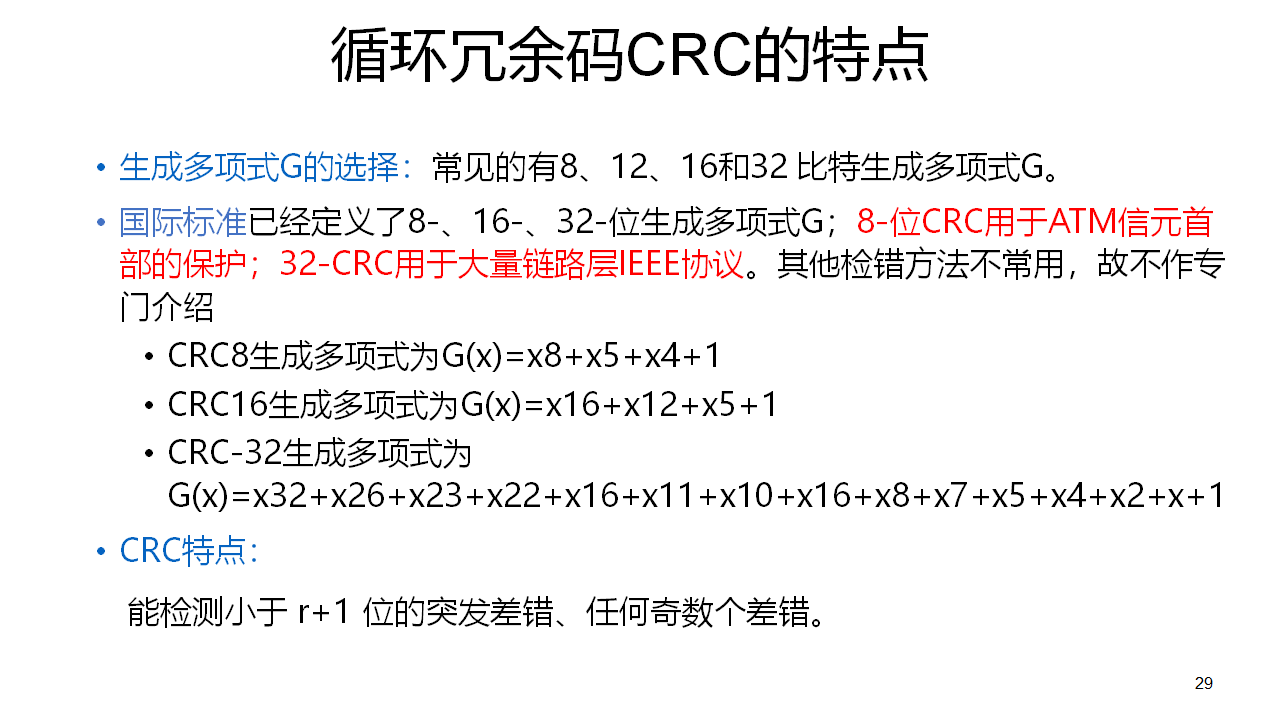 循环冗余码CRC的特点
• 生成多项式G的选择：常见的有8、12、16和32 比特生成多项式G。
• 国际标准已经定义了8-、16-、32-位生成多项式G；8-位CRC用于ATM信元首
部的保护；32-CRC用于大量链路层IEEE协议。其他检错方法不常用，故不作专
门介绍
• CRC8生成多项式为G(x)=x8+x5+x4+1
• CRC16生成多项式为G(x)=x16+x12+x5+1
• CRC-32生成多项式为
G(x)=x32+x26+x23+x22+x16+x11+x10+x16+x8+x7+x5+x4+x2+x+1
• CRC特点：
能检测小于 r+1 位的突发差错、任何奇数个差错。
29